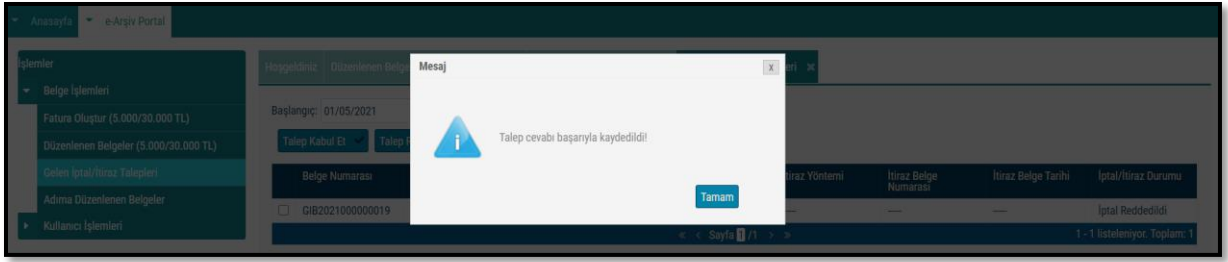 Anasayfa e-Arşiv Portal
İşlemler
Hoşgeldiniz Düzenlenen Belge
Mesaj
x
eri
Belge İşlemleri
Fatura Oluştur (5.000/30.000 TL)
Başlangıç: 01/05/2021
Düzenlenen Belgeler (5.000/30.000 TL)
Talep Kabul Et Talep
Talep cevabı başarıyla kaydedildi!
Gelen İptal/İtiraz Talepleri
Belge Numarası
tiraz Yöntemi
İtiraz Belge Numarası
İtiraz Belge Tarihi
İptal/İtiraz Durumu
Tamam
Adıma Düzenlenen Belgeler
GIB2021000000019
---- ---- ---- İptal Reddedildi
Kullanıcı İşlemleri
« < Sayfa 1 /1 > »
1 - 1 listeleniyor. Toplam: 1